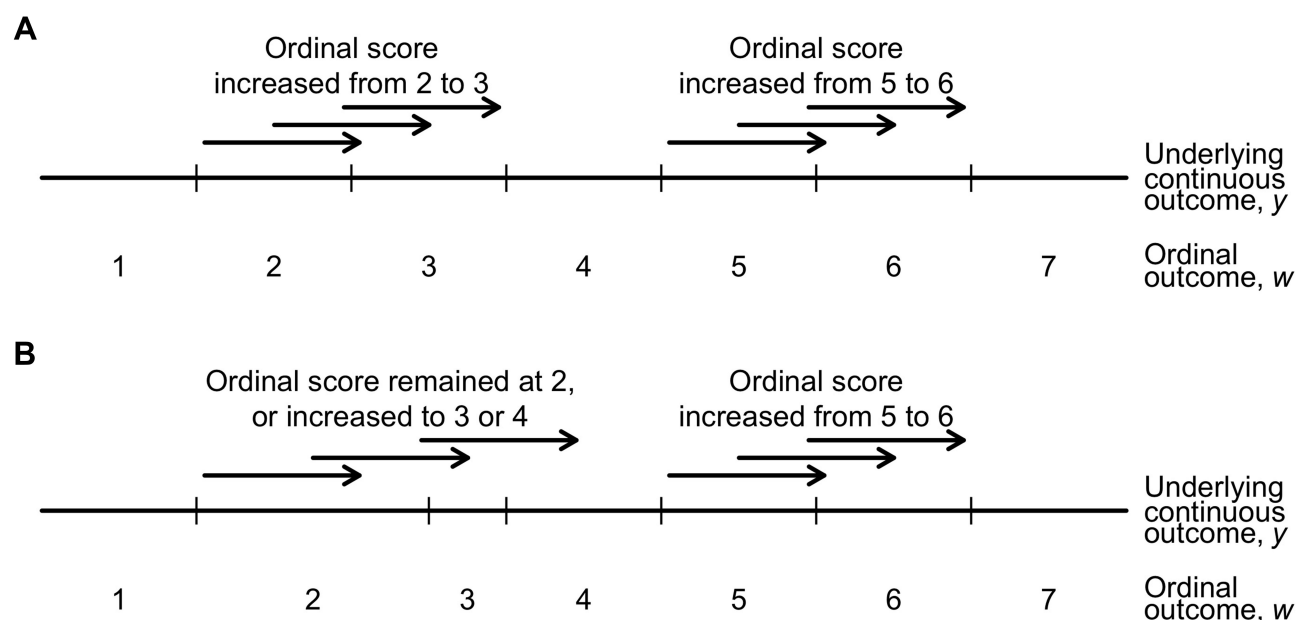 A
Ordinal score
increased from 2 to 3
Ordinal score
increased from 5 to 6
Underlying
continuous
outcome, y
1 2 3 4 5 6 7
Ordinal
outcome, w
B
Ordinal score remained at 2,
or increased to 3 or 4
Ordinal score
increased from 5 to 6
Underlying
continuous
outcome, y
1 2 3 4 5 6 7
Ordinal
outcome, w